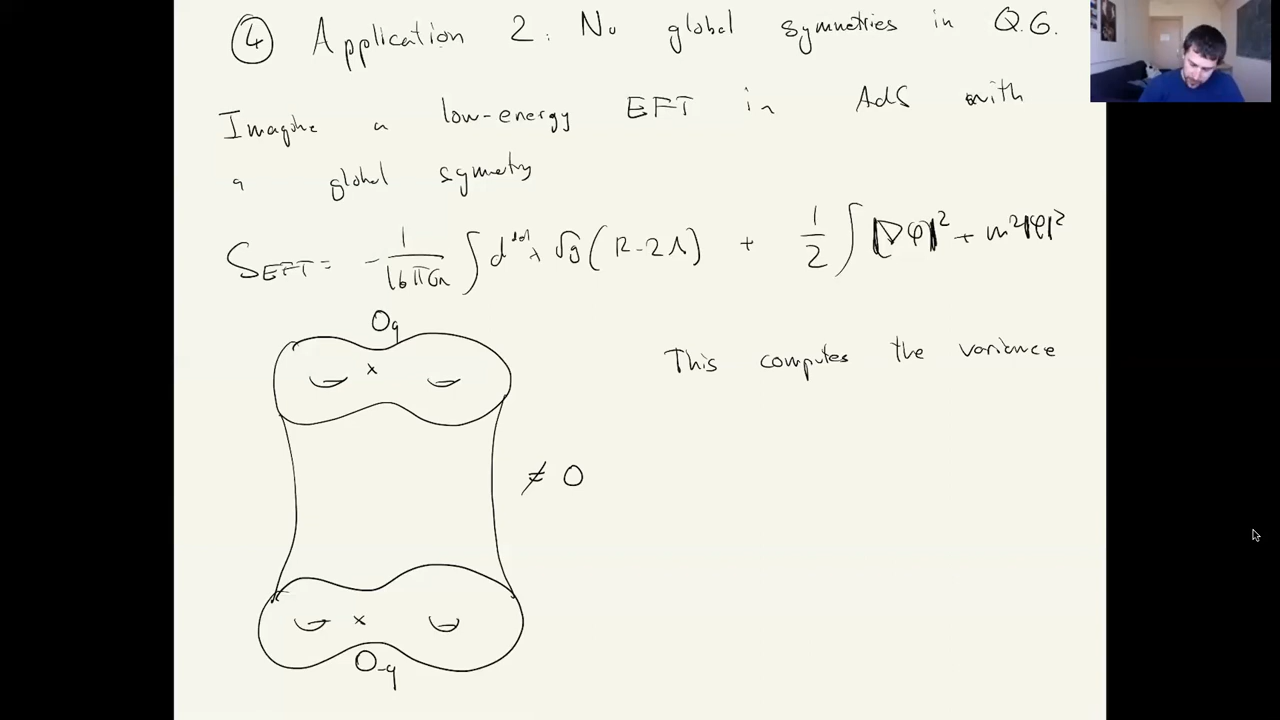 ④ Application 2: No global symmetries in Q.G.
Imagine a low-energy EFT in AdS with
a global symmetry
S_EFT = -1/(16πG_N) ∫ d^{d+1}x √g (R-2Λ) + 1/2 ∫ |∇φ|² + m²|φ|²
O_q
This computes the variance
≠ 0
O_-q